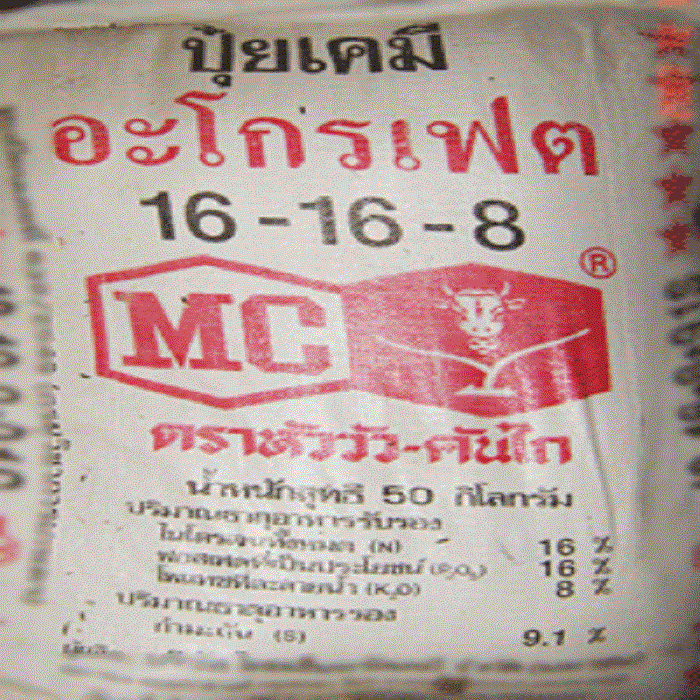 ปุ๋ยเคมี
อะโกรเฟต
16-16-8
MC ®
ตราหัววัว-คันไถ
น้ำหนักสุทธิ 50 กิโลกรัม
ปริมาณธาตุอาหารรับรอง
ไนโตรเจนทั้งหมด (N) 16 %
ฟอสเฟตที่เป็นประโยชน์ (P₂O₅) 16 %
โพแทชที่ละลายน้ำ (K₂O) 8 %
ปริมาณธาตุอาหารรอง
กำมะถัน (S) 9.1 %